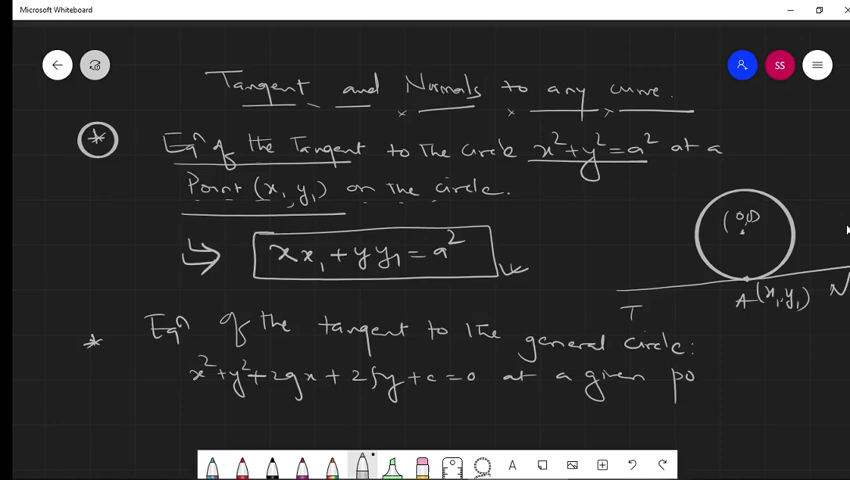 Microsoft Whiteboard
SS
Tangent and Normals to any curve.
* Eqn of the Tangent to the circle x²+y²=a² at a
Point (x₁ y₁) on the circle.
xx₁ + yy₁ = a²
(0,0)
A(x₁,y₁)
T
N
* Eqn of the tangent to the general circle:
x²+y²+2gx+2fy+c=0 at a given po
A